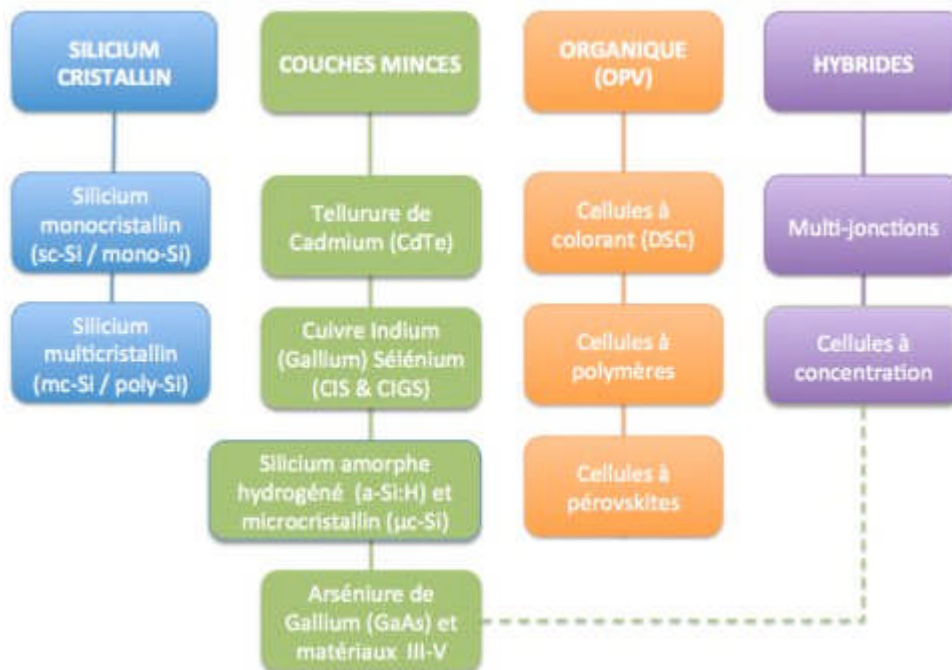 SILICIUM
CRISTALLIN
Silicium
monocristallin
(sc-Si / mono-Si)
Silicium
multicristallin
(mc-Si / poly-Si)
COUCHES MINCES
Tellurure de
Cadmium (CdTe)
Cuivre Indium
(Gallium) Sélénium
(CIS & CIGS)
Silicium amorphe
hydrogéné (a-Si:H) et
microcristallin (µc-Si)
Arséniure de
Gallium (GaAs) et
matériaux III-V
ORGANIQUE
(OPV)
Cellules à
colorant (DSC)
Cellules à
polymères
Cellules à
pérovskites
HYBRIDES
Multi-jonctions
Cellules à
concentration